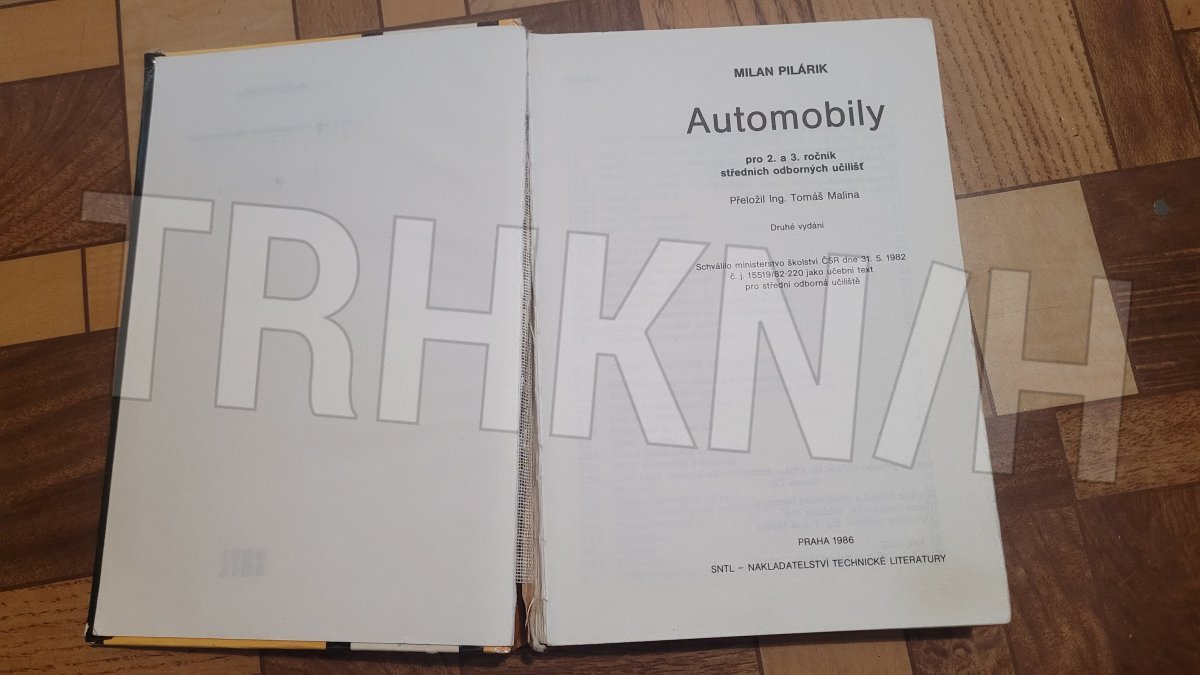 MILAN PILÁRIK
Automobily
pro 2. a 3. ročník
středních odborných učilišť
Přeložil Ing. Tomáš Malina
Druhé vydání
Schválilo ministerstvo školství ČSR dne 31. 5. 1982
č. j. 15519/82-220 jako učební text
pro střední odborná učiliště
TRHKNIH
PRAHA 1986
SNTL – NAKLADATELSTVÍ TECHNICKÉ LITERATURY